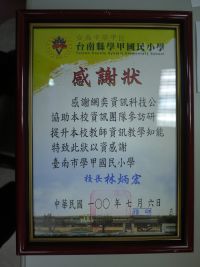 台南縣學甲國民小學
感謝狀
感謝網奕資訊科技公
協助本校資訊團隊參訪研
提升本校教師資訊教學知能
特致此狀以資感謝
臺南市學甲國民小學
校長 林炳宏
中華民國一○○年七月六日